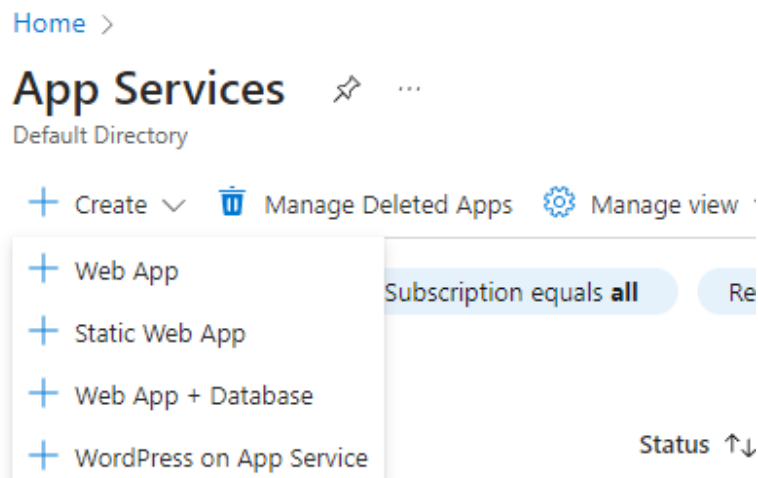 Home >
App Services ...
Default Directory
+ Create Manage Deleted Apps Manage view
+ Web App
Subscription equals all Re
+ Static Web App
+ Web App + Database
+ WordPress on App Service
Status ↑↓